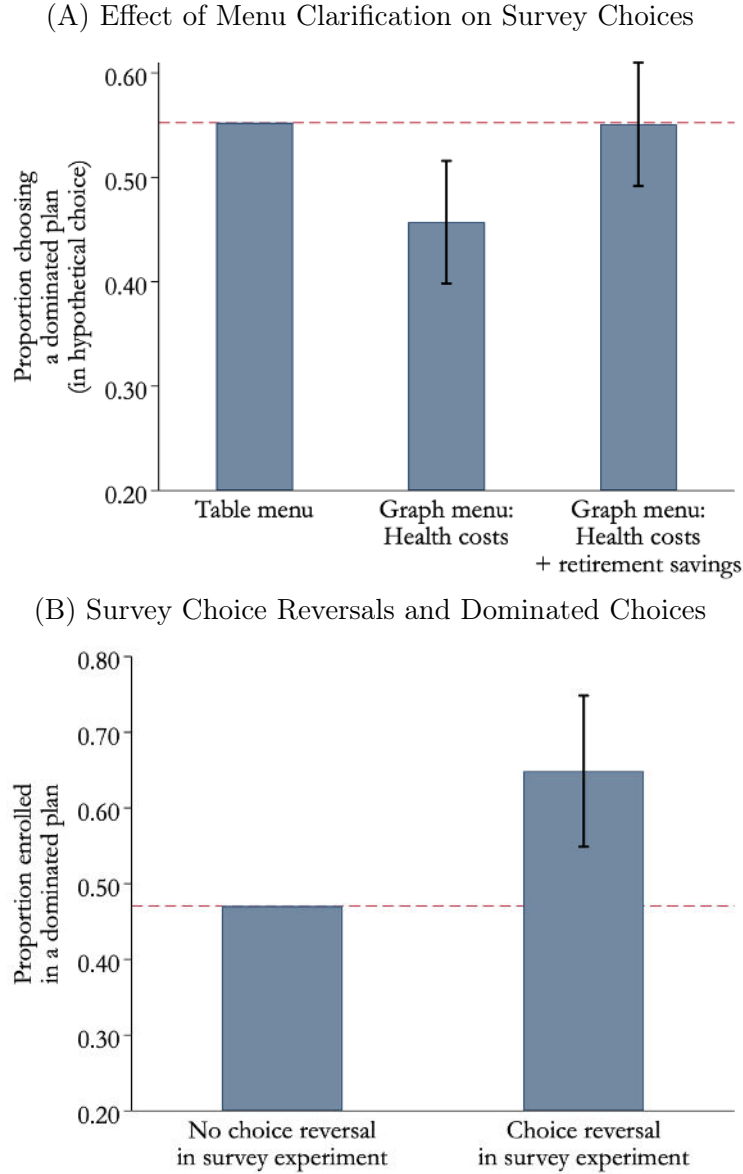 (A) Effect of Menu Clarification on Survey Choices
Proportion choosing
a dominated plan
(in hypothetical choice)
0.60
0.50
0.40
0.30
0.20
Table menu
Graph menu:
Health costs
Graph menu:
Health costs
+ retirement savings
(B) Survey Choice Reversals and Dominated Choices
Proportion enrolled
in a dominated plan
0.80
0.70
0.60
0.50
0.40
0.30
0.20
No choice reversal
in survey experiment
Choice reversal
in survey experiment